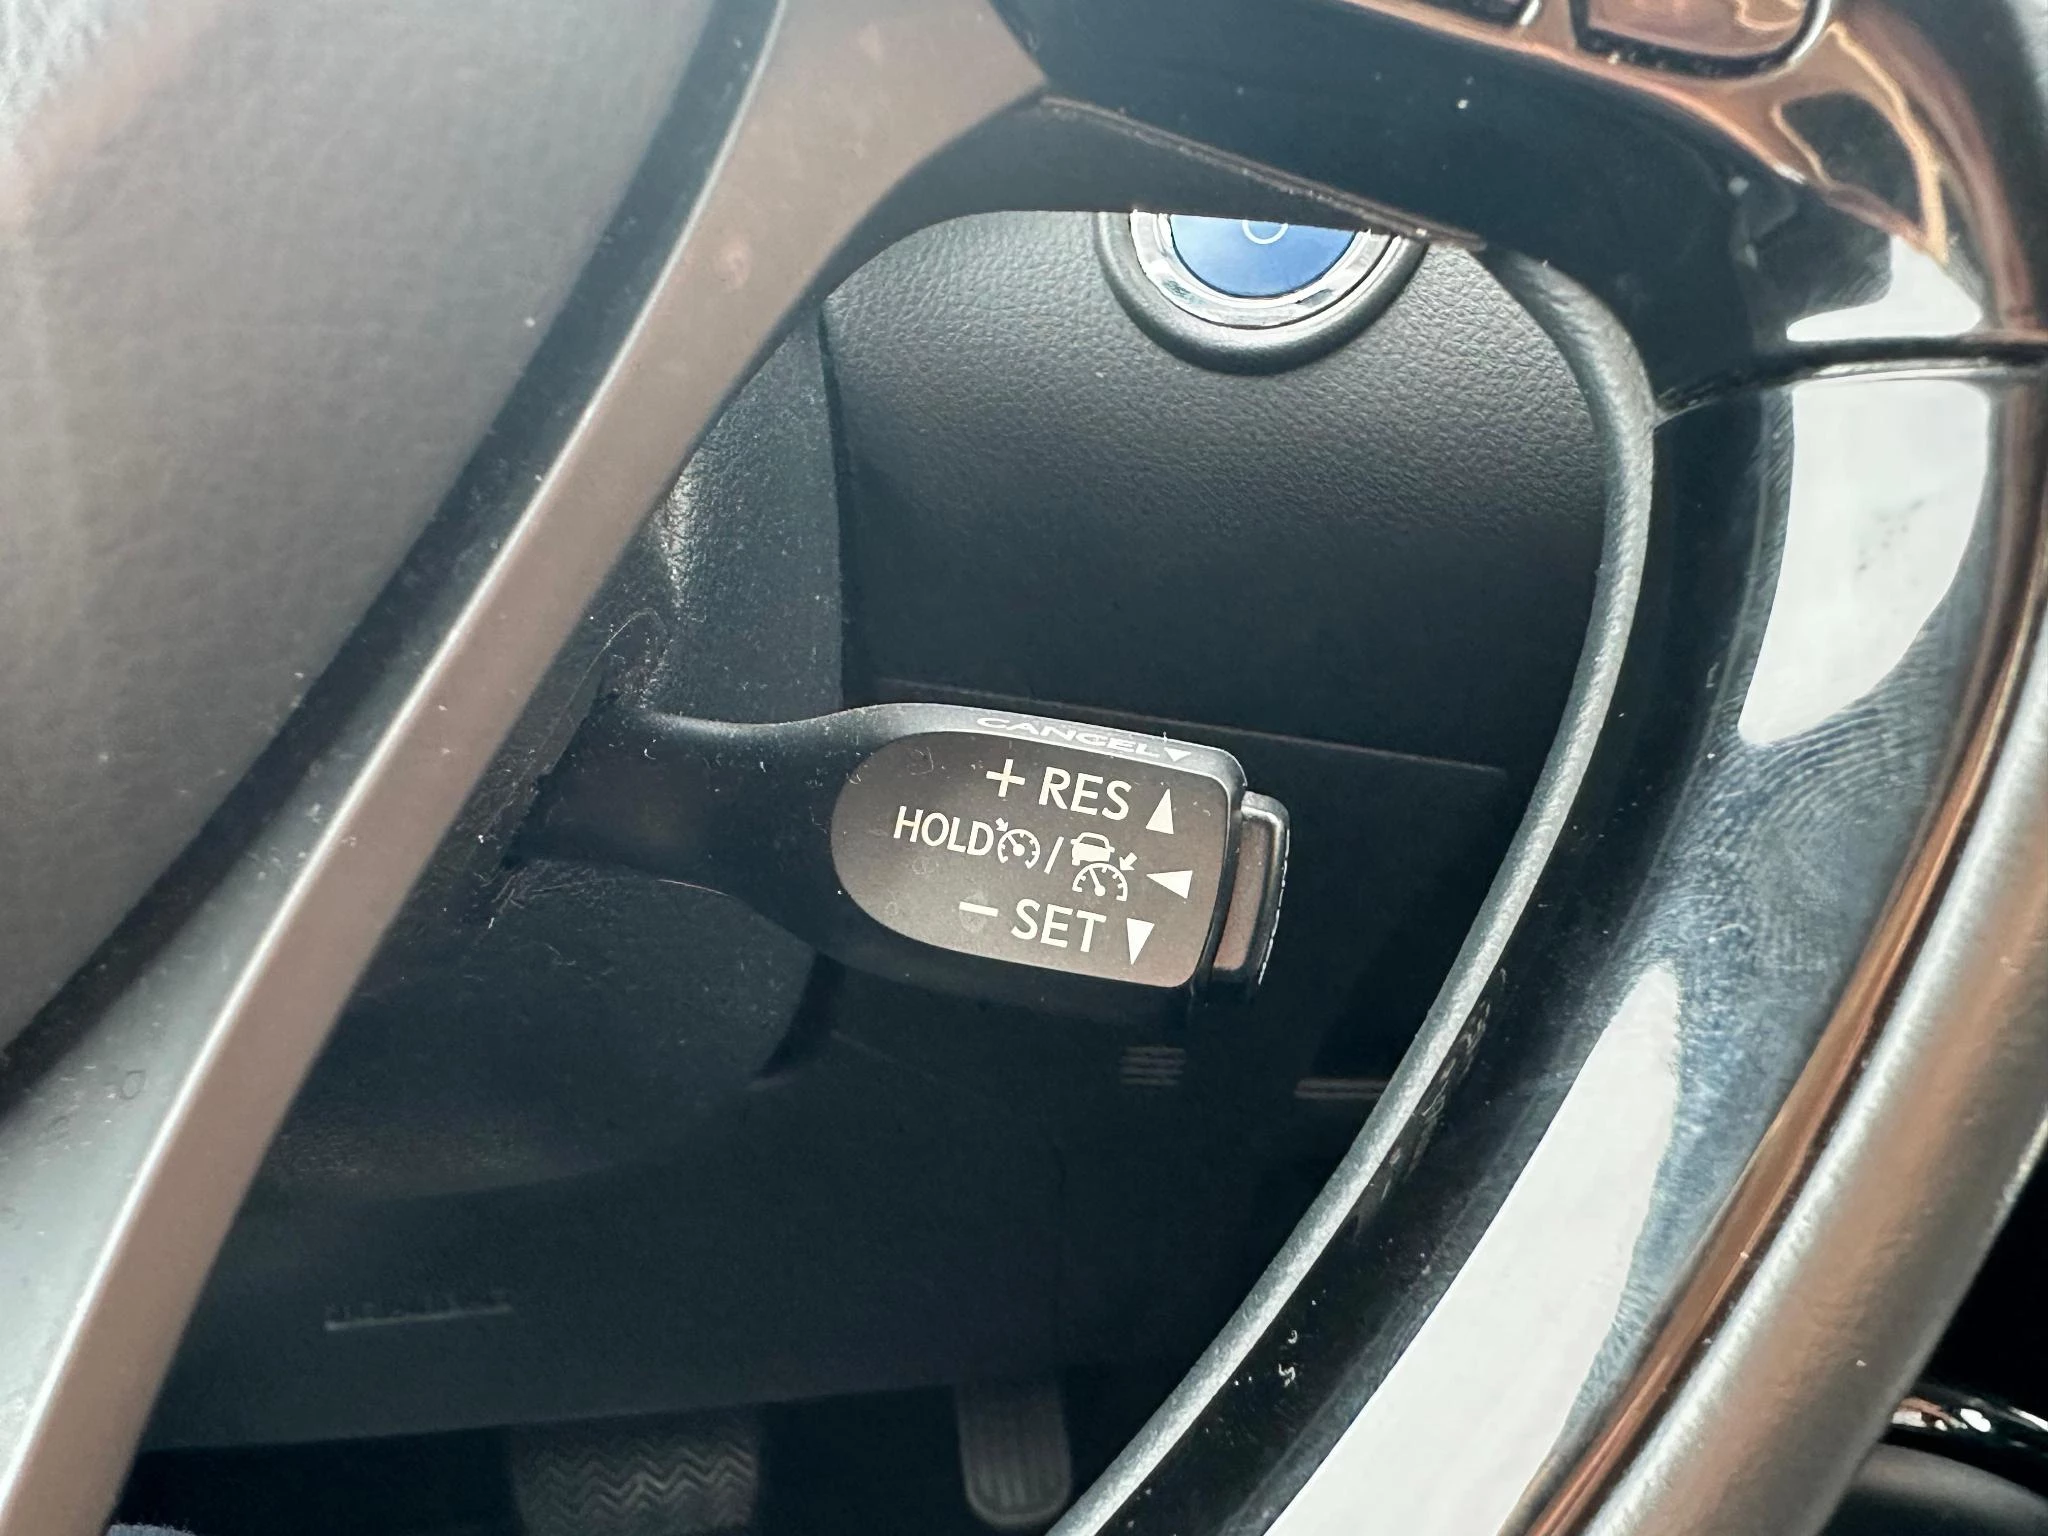 CANCEL▼
+ RES ▲
HOLD / ◀
− SET ▼